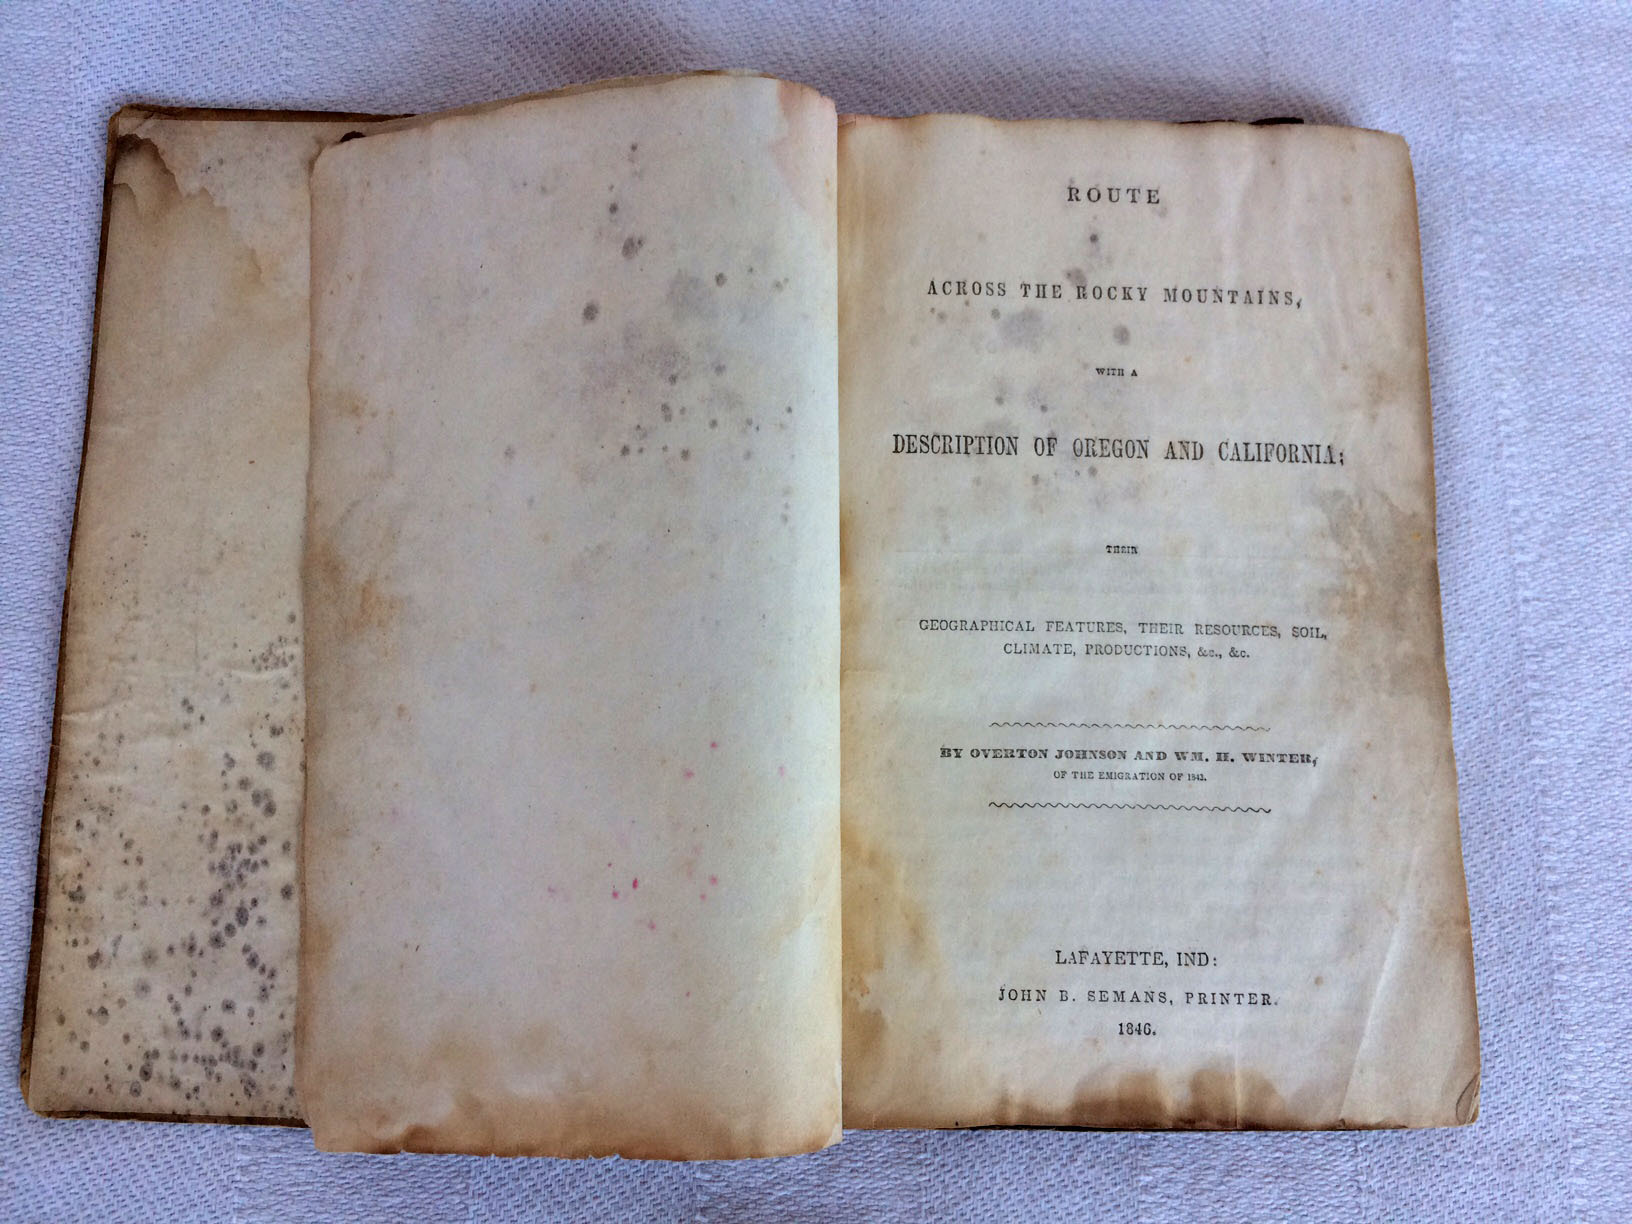 ROUTE
ACROSS THE ROCKY MOUNTAINS,
WITH A
DESCRIPTION OF OREGON AND CALIFORNIA;
THEIR
GEOGRAPHICAL FEATURES, THEIR RESOURCES, SOIL,
CLIMATE, PRODUCTIONS, &c., &c.
BY OVERTON JOHNSON AND WM. H. WINTER,
OF THE EMIGRATION OF 1843.
LAFAYETTE, IND:
JOHN B. SEMANS, PRINTER.
1846.